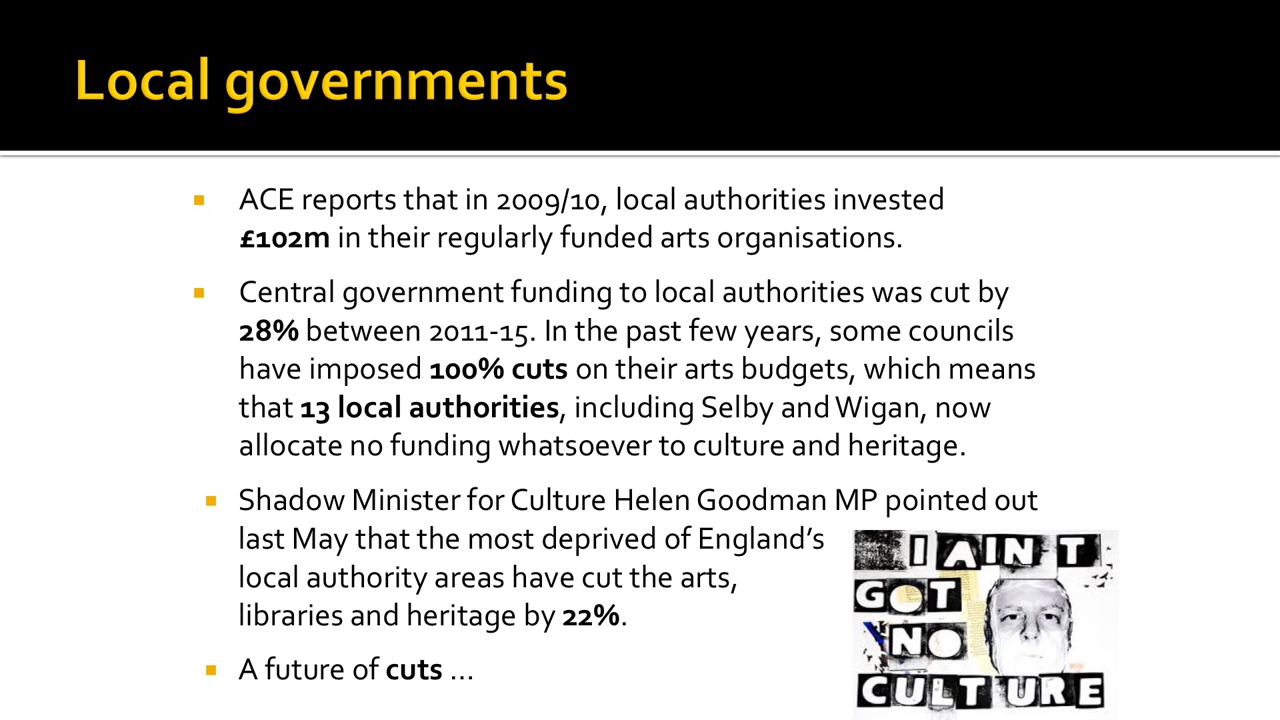 Local governments
ACE reports that in 2009/10, local authorities invested
£102m in their regularly funded arts organisations.
Central government funding to local authorities was cut by
28% between 2011-15. In the past few years, some councils
have imposed 100% cuts on their arts budgets, which means
that 13 local authorities, including Selby and Wigan, now
allocate no funding whatsoever to culture and heritage.
Shadow Minister for Culture Helen Goodman MP pointed out
last May that the most deprived of England’s
local authority areas have cut the arts,
libraries and heritage by 22%.
A future of cuts ...
I AIN T
GOT
NO
CULTURE